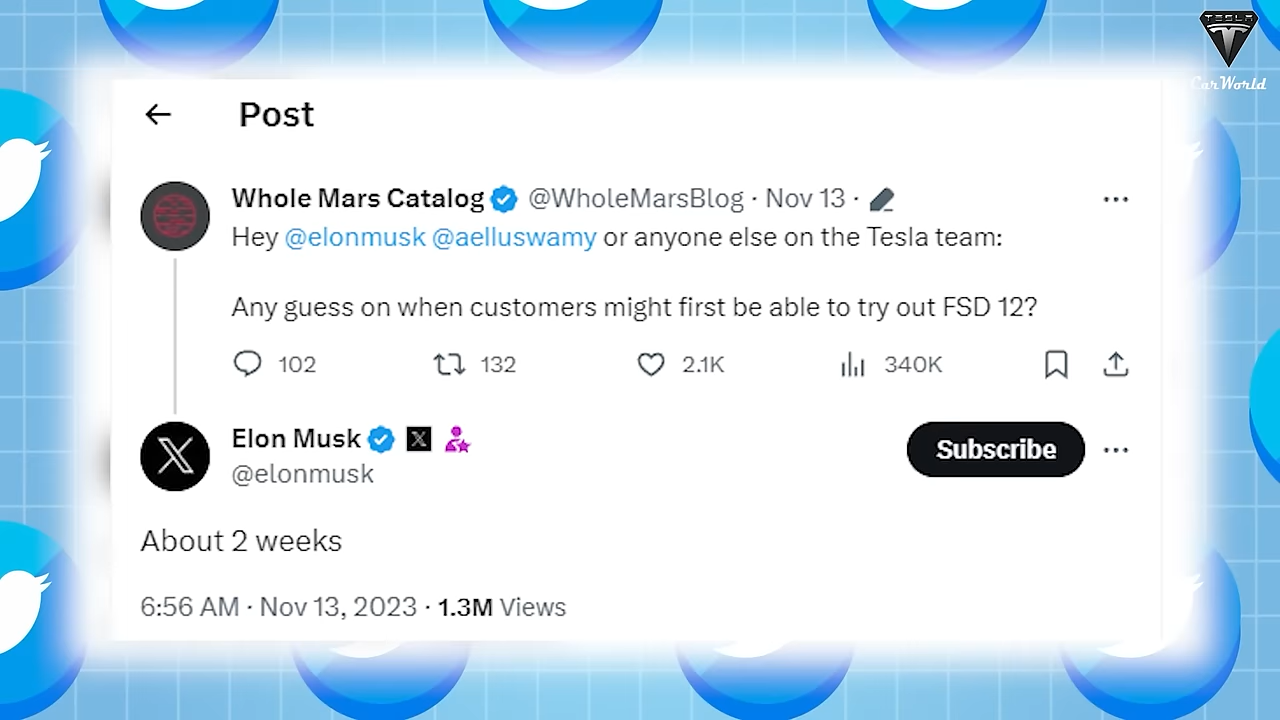 TESLA
CarWorld
Post
Whole Mars Catalog @WholeMarsBlog · Nov 13 ·
Hey @elonmusk @aelluswamy or anyone else on the Tesla team:
Any guess on when customers might first be able to try out FSD 12?
102 132 2.1K 340K
Elon Musk
Subscribe
@elonmusk
About 2 weeks
6:56 AM · Nov 13, 2023 · 1.3M Views